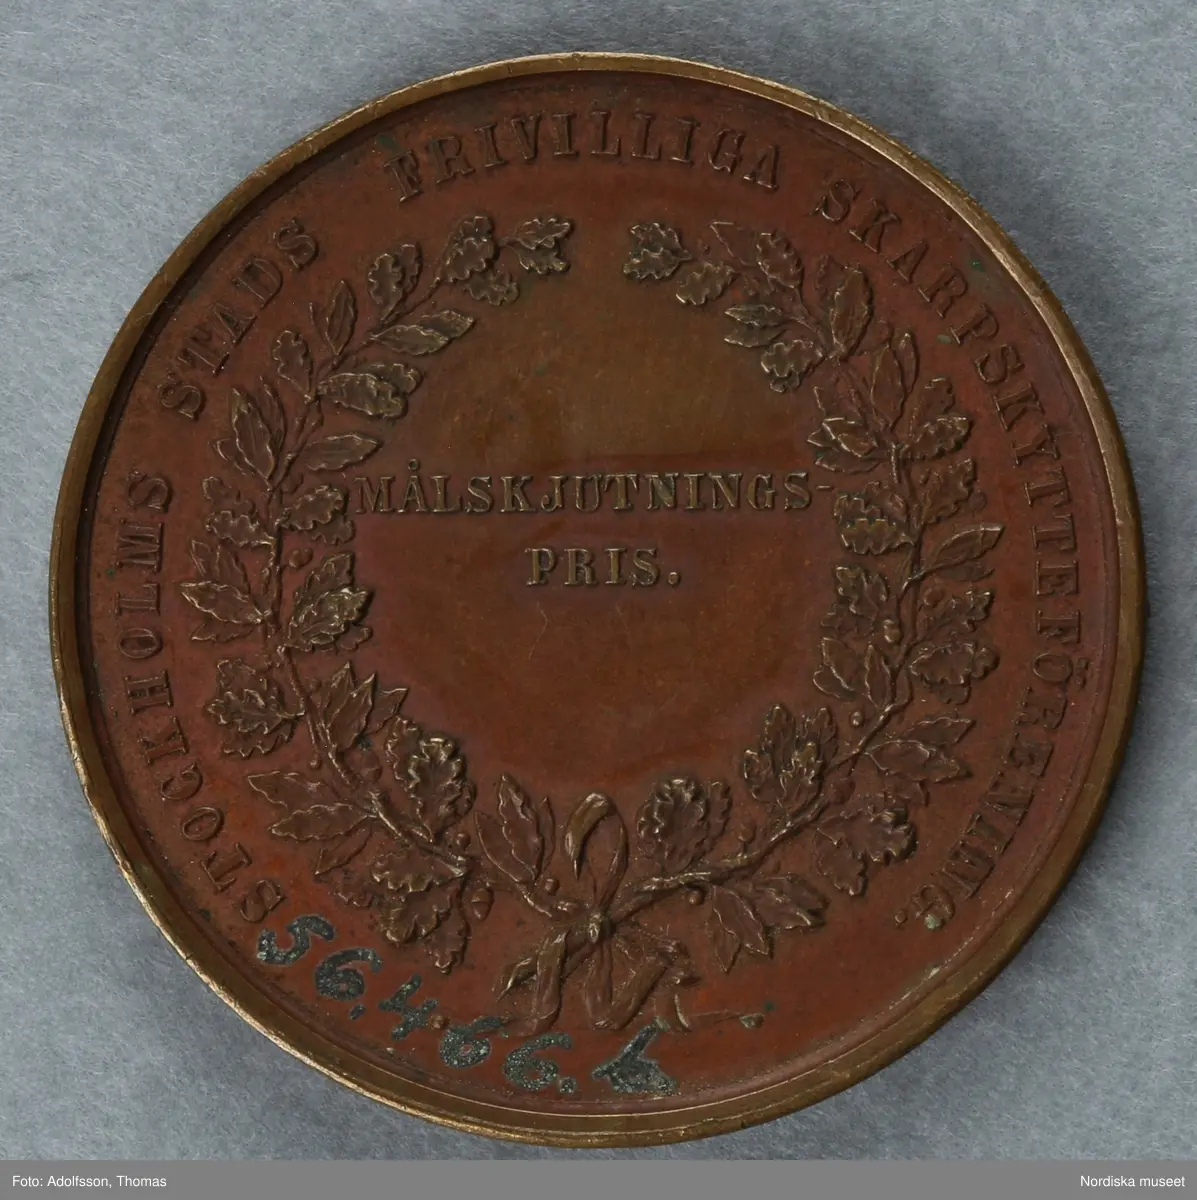 STOCKHOLMS STADS FRIVILLIGA SKARPSKYTTEFÖRENING.
MÅLSKJUTNINGS-
PRIS.
56.466.b
Foto: Adolfsson, Thomas
Nordiska museet